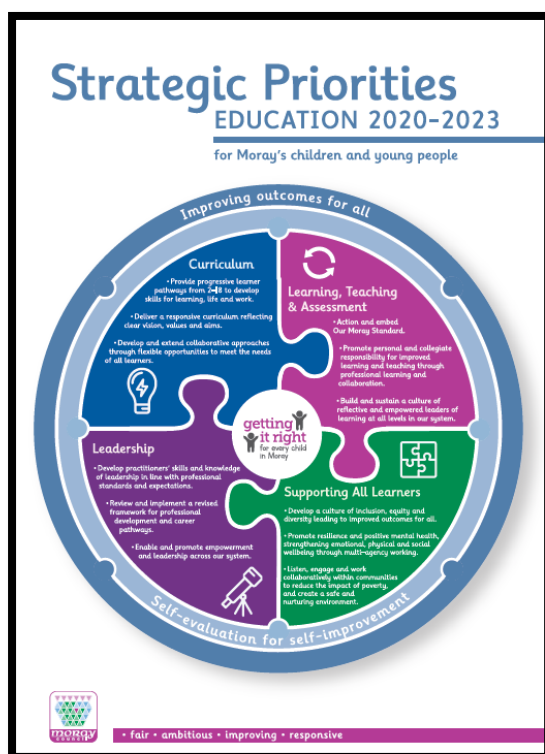 Strategic Priorities
EDUCATION 2020-2023
for Moray's children and young people
Improving outcomes for all
Curriculum
• Provide progressive learner
pathways from 2-18 to develop
skills for learning, life and work.
• Deliver a responsive curriculum reflecting
clear vision, values and aims.
• Develop and extend collaborative approaches
through flexible opportunities to meet the needs
of all learners.
Learning, Teaching
& Assessment
• Action and embed
Our Moray Standard.
• Promote personal and collegiate
responsibility for improved
learning and teaching through
professional learning and
collaboration.
• Build and sustain a culture of
reflective and empowered leaders of
learning at all levels in our system.
getting
it right
for every child
in Moray
Leadership
• Develop practitioners' skills and knowledge
of leadership in line with professional
standards and expectations.
• Review and implement a revised
framework for professional
development and career
pathways.
• Enable and promote empowerment
and leadership across our system.
Supporting All Learners
• Develop a culture of inclusion, equity and
diversity leading to improved outcomes for all.
• Promote resilience and positive mental health,
strengthening emotional, physical and social
wellbeing through multi-agency working.
• Listen, engage and work
collaboratively within communities
to reduce the impact of poverty,
and create a safe and
nurturing environment.
Self-evaluation for self-improvement
moray
council
• fair • ambitious • improving • responsive